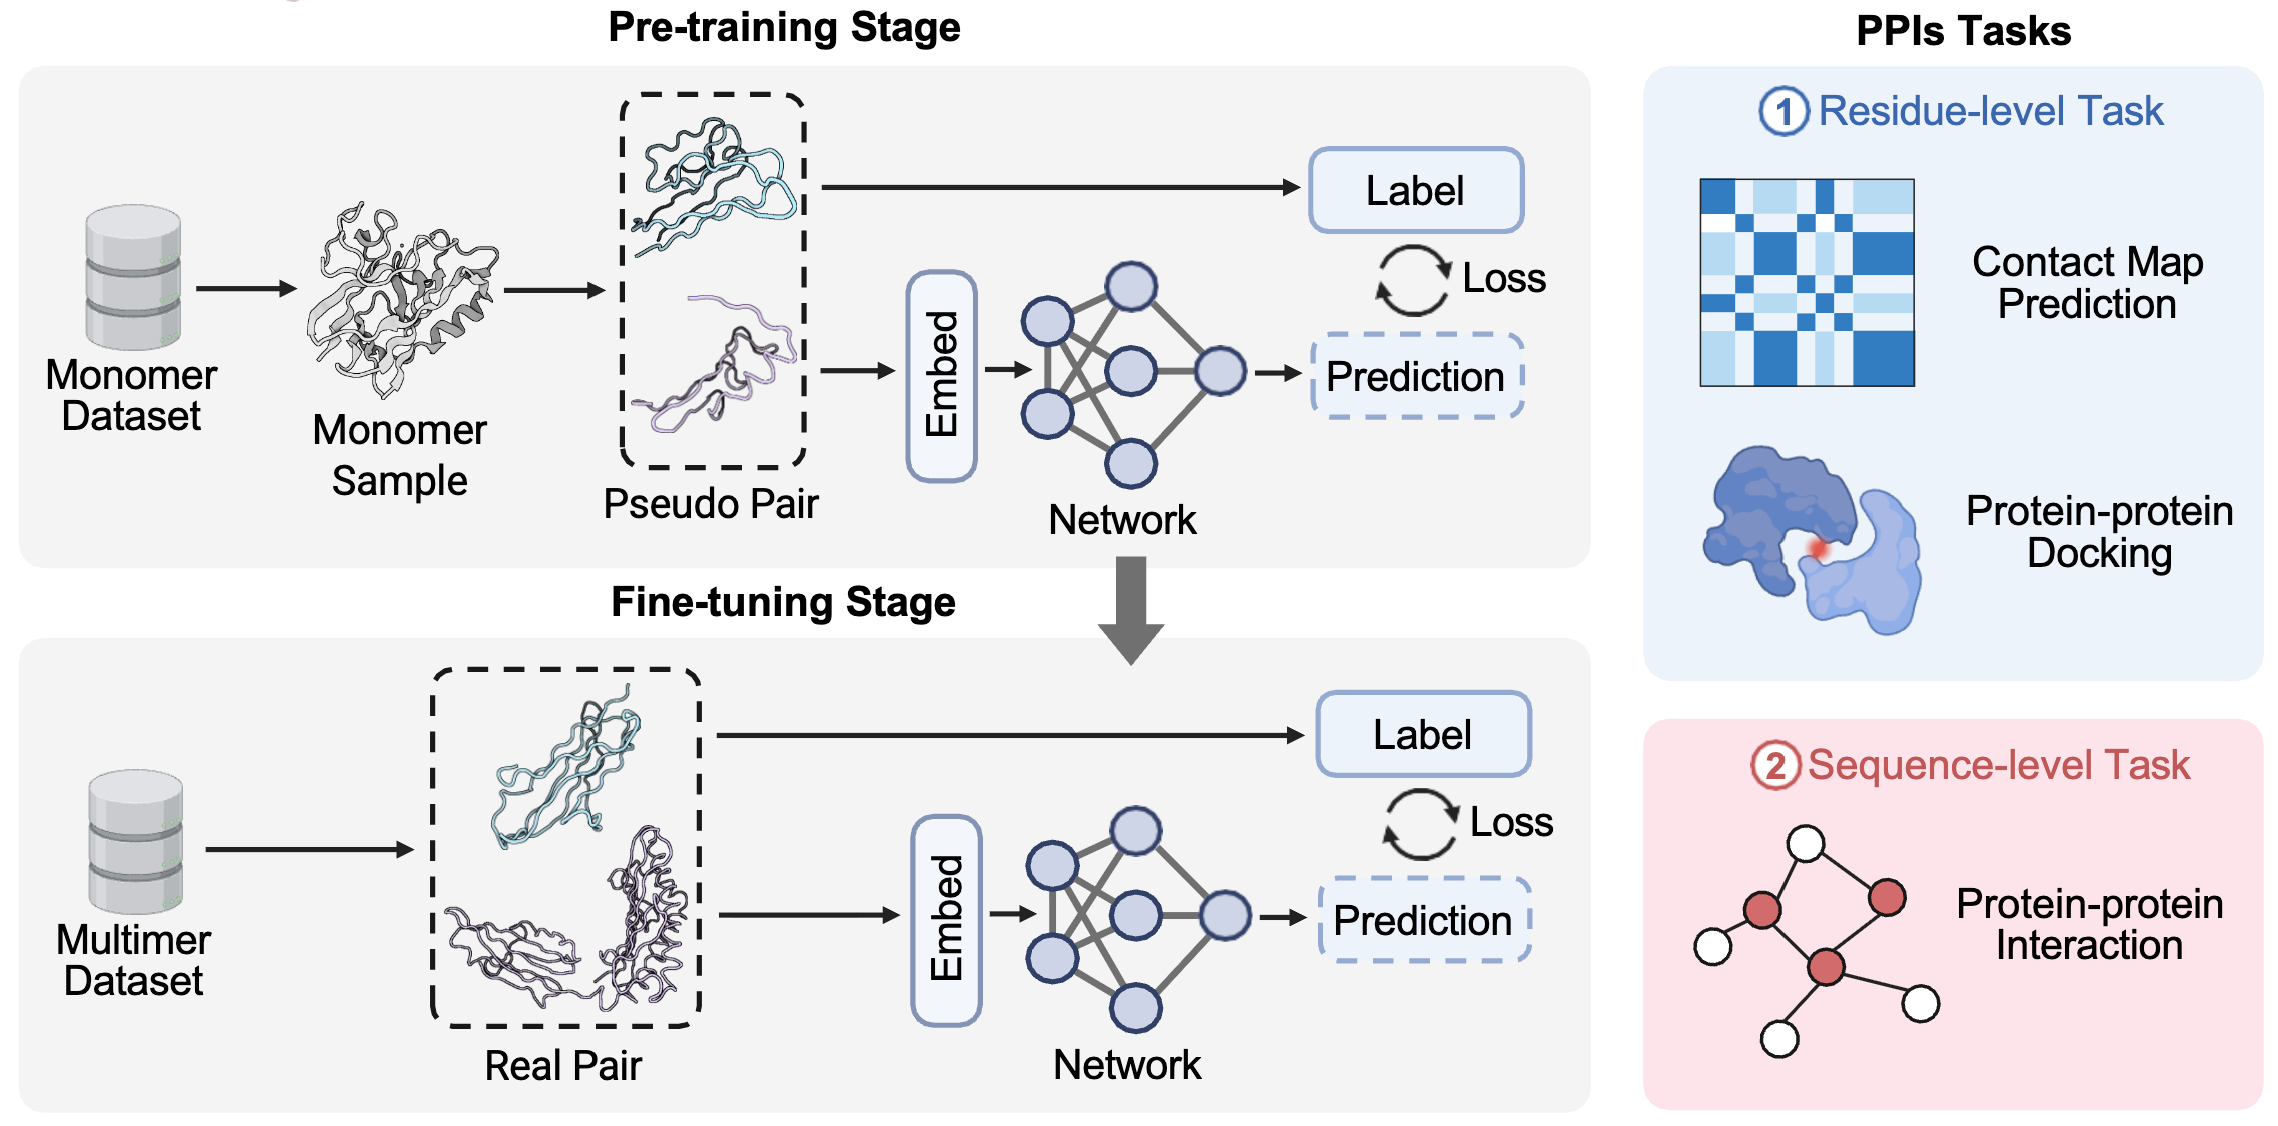 Pre-training Stage
Monomer
Dataset
Monomer
Sample
Pseudo Pair
Embed
Network
Label
Loss
Prediction
Fine-tuning Stage
Multimer
Dataset
Real Pair
Embed
Network
Label
Loss
Prediction
PPIs Tasks
1 Residue-level Task
Contact Map
Prediction
Protein-protein
Docking
2 Sequence-level Task
Protein-protein
Interaction